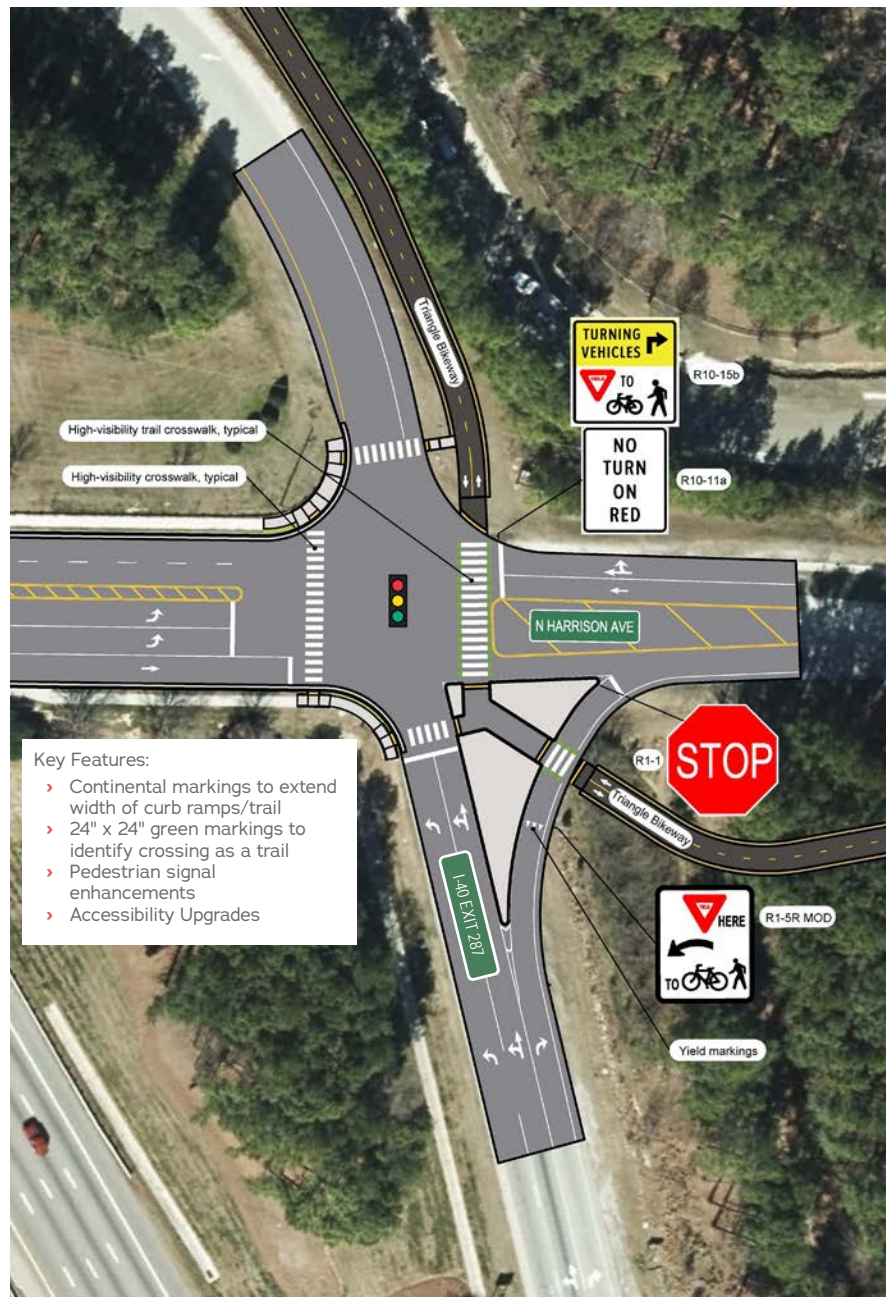 Triangle Bikeway
TURNING
VEHICLES
YIELD
TO
R10-15b
High-visibility trail crosswalk, typical
High-visibility crosswalk, typical
NO
TURN
ON
RED
R10-11a
N HARRISON AVE
STOP
R1-1
Triangle Bikeway
Key Features:
› Continental markings to extend
width of curb ramps/trail
› 24" x 24" green markings to
identify crossing as a trail
› Pedestrian signal
enhancements
› Accessibility Upgrades
I-40 EXIT 287
YIELD
HERE
TO
R1-5R MOD
Yield markings